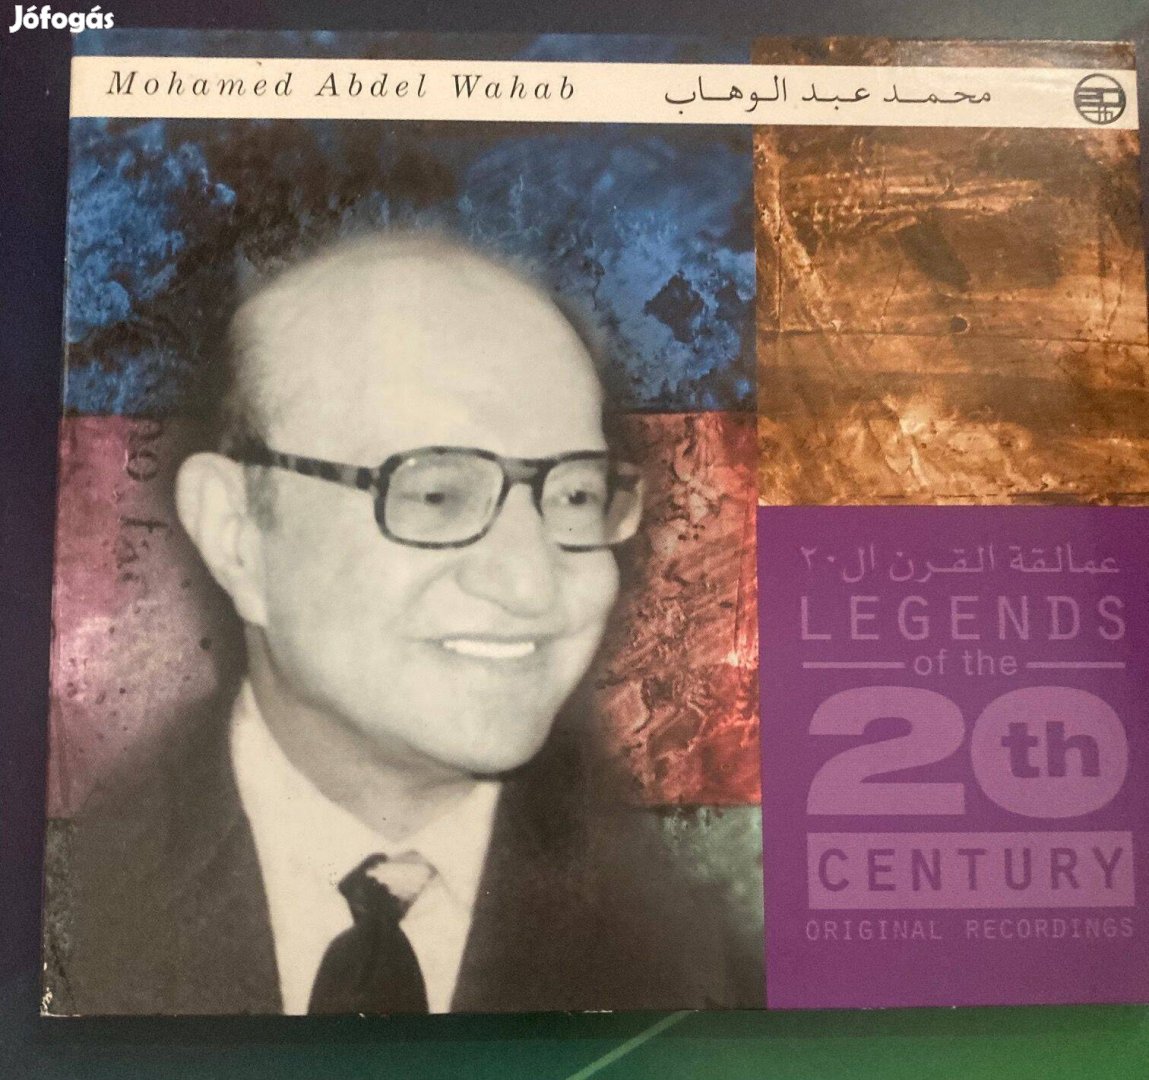 Jófogás
Mohamed Abdel Wahab
محمد عبد الوهاب
عمالقة القرن ال٢٠
LEGENDS
of the
20th
CENTURY
ORIGINAL RECORDINGS